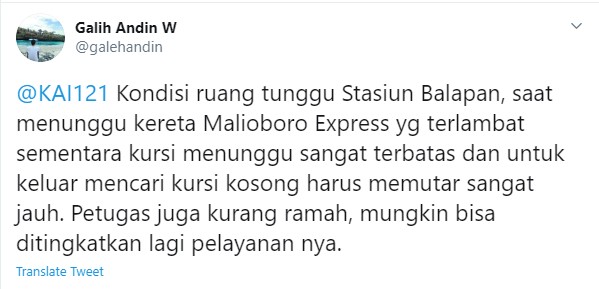 Galih Andin W
@galehandin
@KAI121 Kondisi ruang tunggu Stasiun Balapan, saat
menunggu kereta Malioboro Express yg terlambat
sementara kursi menunggu sangat terbatas dan untuk
keluar mencari kursi kosong harus memutar sangat
jauh. Petugas juga kurang ramah, mungkin bisa
ditingkatkan lagi pelayanan nya.
Translate Tweet